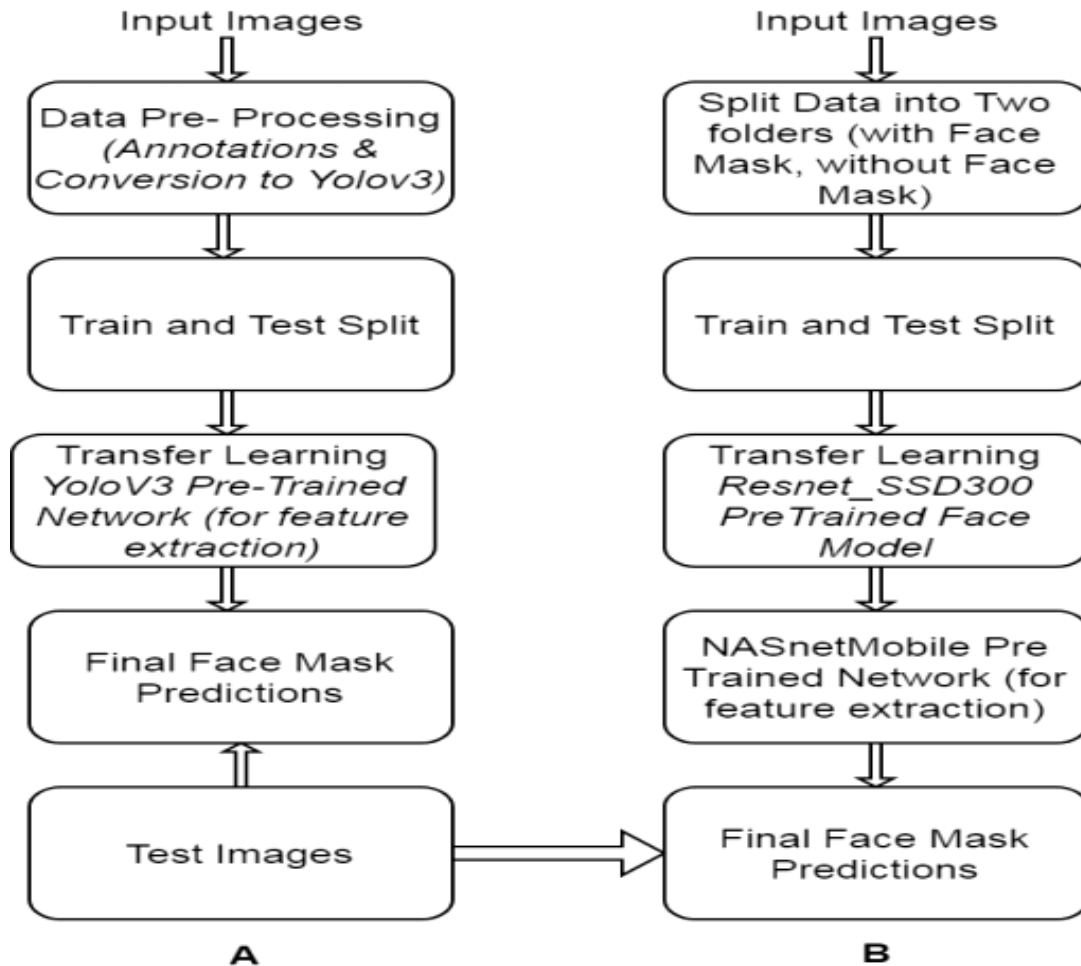 Input Images
Data Pre- Processing
(Annotations &
Conversion to Yolov3)
Train and Test Split
Transfer Learning
YoloV3 Pre-Trained
Network (for feature
extraction)
Final Face Mask
Predictions
Test Images
A
Input Images
Split Data into Two
folders (with Face
Mask, without Face
Mask)
Train and Test Split
Transfer Learning
Resnet_SSD300
PreTrained Face
Model
NASnetMobile Pre
Trained Network (for
feature extraction)
Final Face Mask
Predictions
B